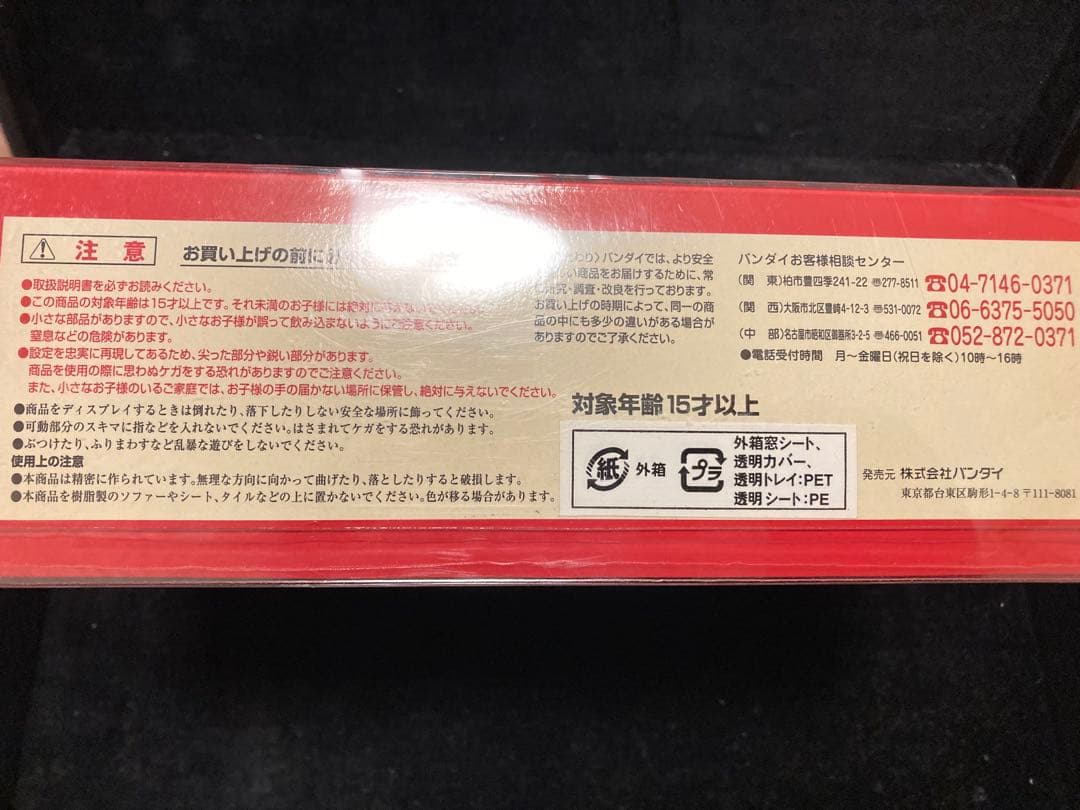 注意
お買い上げの前に
●取扱説明書を必ずお読みください。
●この商品の対象年齢は15才以上です。それ未満のお子様には絶対に
●小さな部品がありますので、小さなお子様が誤って飲み込まないようにご注意ください。
窒息などの危険があります。
●設定を忠実に再現してあるため、尖った部分や鋭い部分があります。
商品を使用の際に思わぬケガをする恐れがありますのでご注意ください。
また、小さなお子様のいるご家庭では、お子様の手の届かない場所に保管し、絶対に与えないでください。
●商品をディスプレイするときは倒れたり、落下したりしない安全な場所に飾ってください。
●可動部分のスキマに指などを入れないでください。はさまれてケガをする恐れがあります。
●ぶつけたり、ふりまわすなど乱暴な遊びをしないでください。
使用上の注意
●本商品は精密に作られています。無理な方向に向かって曲げたり、落としたりすると破損します。
●本商品を樹脂製のソファーやシート、タイルなどの上に置かないでください。色が移る場合があります。
わり〉バンダイでは、より安全
商品をお届けするために、常
研究・調査・改良を行っております。
お買い上げの時期によって、同一の商
品の中にも多少の違いがある場合が
ありますのでご了承ください。
対象年齢15才以上
紙 外箱
プラ
外箱窓シート、
透明カバー、
透明トレイ:PET
透明シート:PE
バンダイお客様相談センター
(関 東)柏市豊四季241-22 〠277-8511 ☎04-7146-0371
(関 西)大阪市北区豊崎4-12-3 〠531-0072 ☎06-6375-5050
(中 部)名古屋市昭和区御器所3-2-5 〠466-0051 ☎052-872-0371
●電話受付時間 月〜金曜日(祝日を除く)10時〜16時
発売元 株式会社バンダイ
東京都台東区駒形1-4-8 〒111-8081